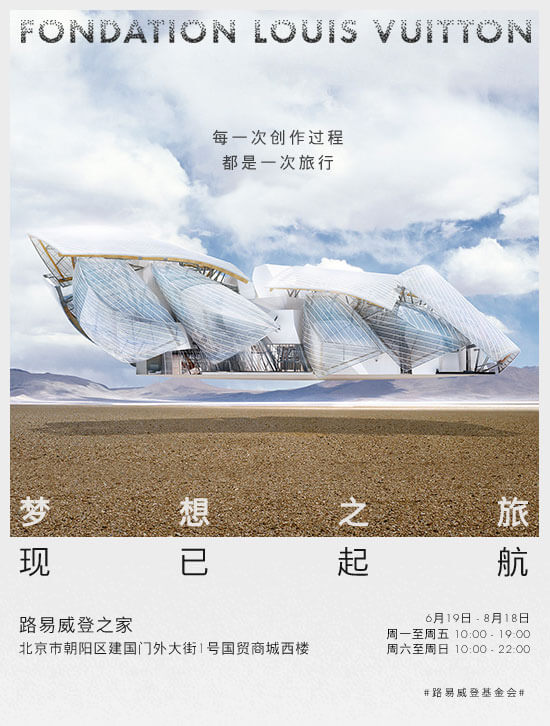 FONDATION LOUIS VUITTON
每一次创作过程
都是一次旅行
梦想之旅
现已起航
路易威登之家
北京市朝阳区建国门外大街1号国贸商城西楼
6月19日 - 8月18日
周一至周五 10:00 - 19:00
周六至周日 10:00 - 22:00
#路易威登基金会#